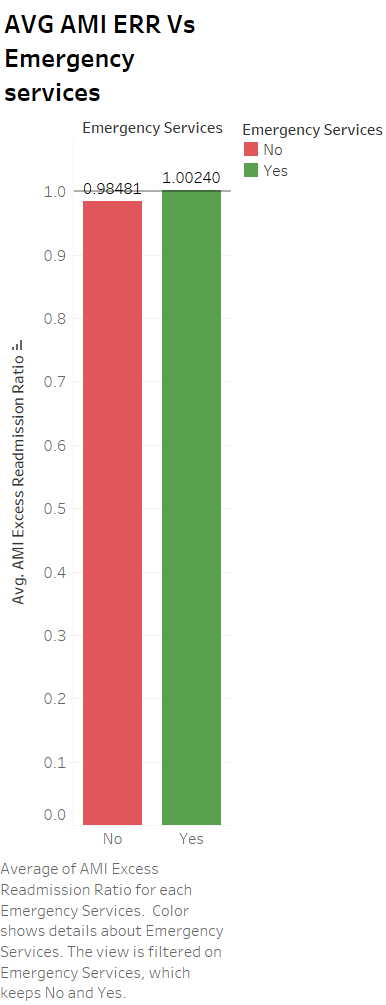 AVG AMI ERR Vs
Emergency
services
Emergency Services
Emergency Services
No
Yes
1.00240
0.98481
1.0
0.9
0.8
0.7
0.6
0.5
0.4
0.3
0.2
0.1
0.0
Avg. AMI Excess Readmission Ratio
No
Yes
Average of AMI Excess
Readmission Ratio for each
Emergency Services.  Color
shows details about Emergency
Services. The view is filtered on
Emergency Services, which
keeps No and Yes.